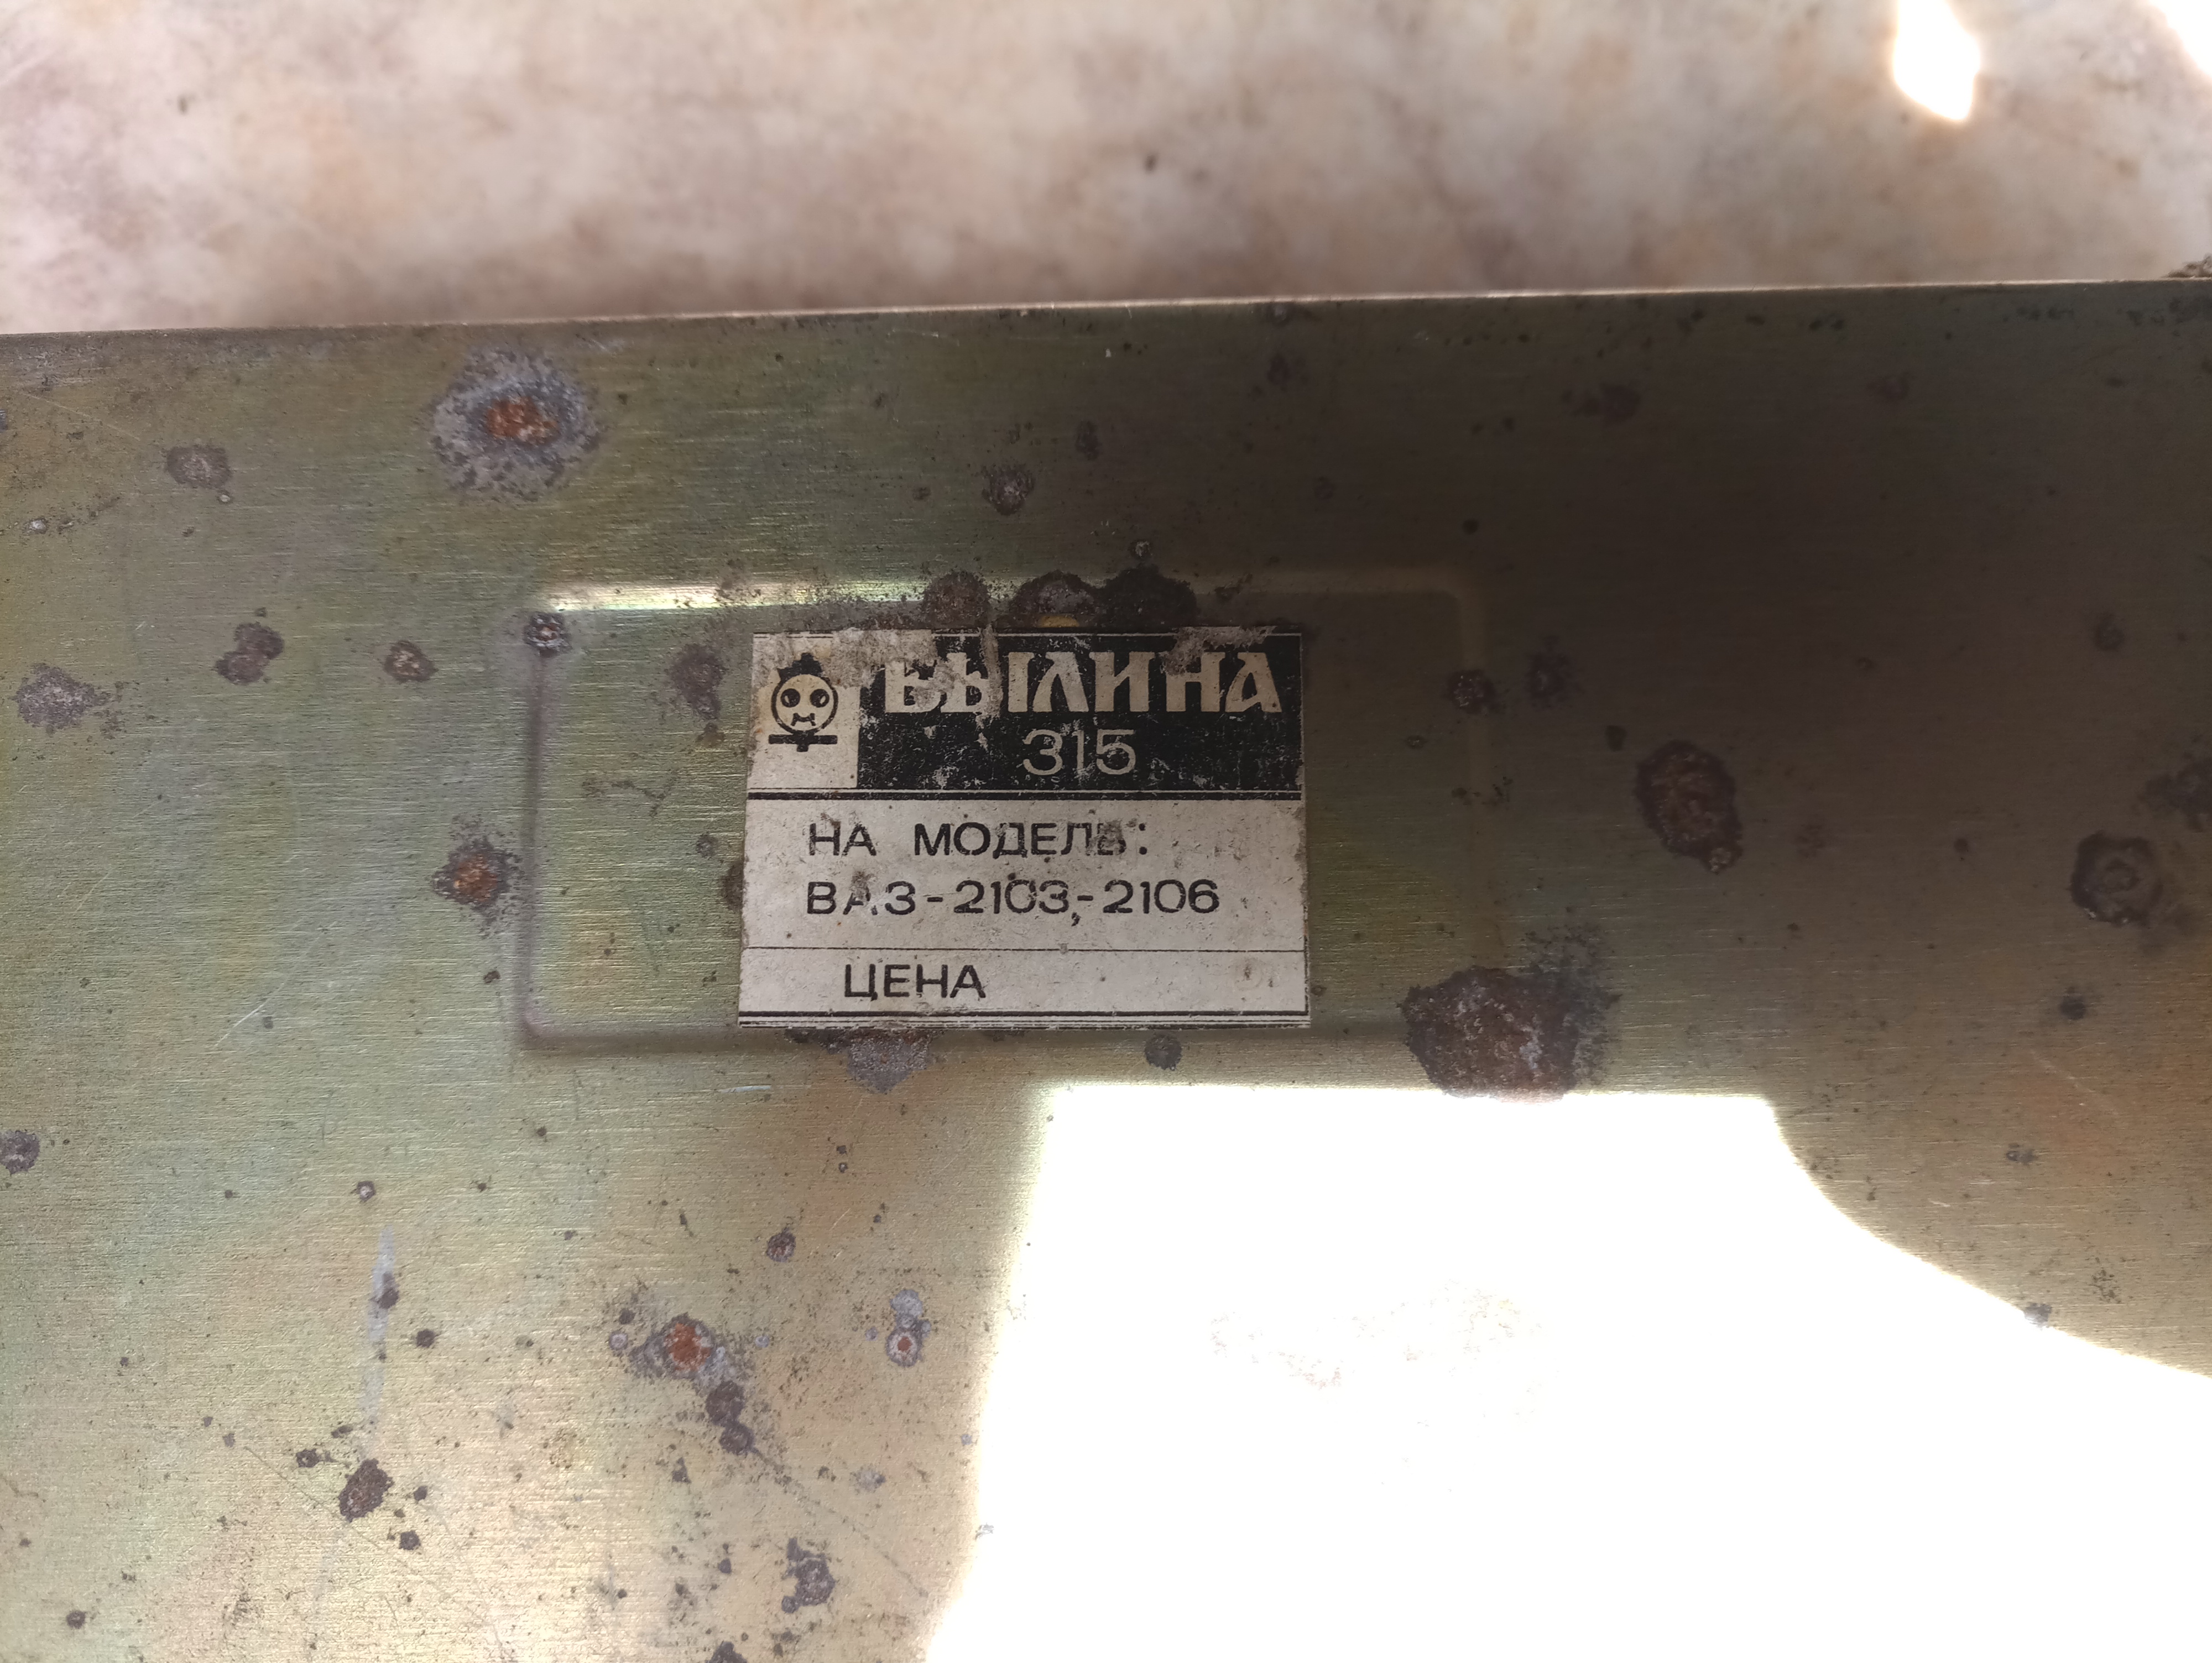 БЫЛИНА
315
НА МОДЕЛЬ:
ВАЗ-2103,-2106
ЦЕНА